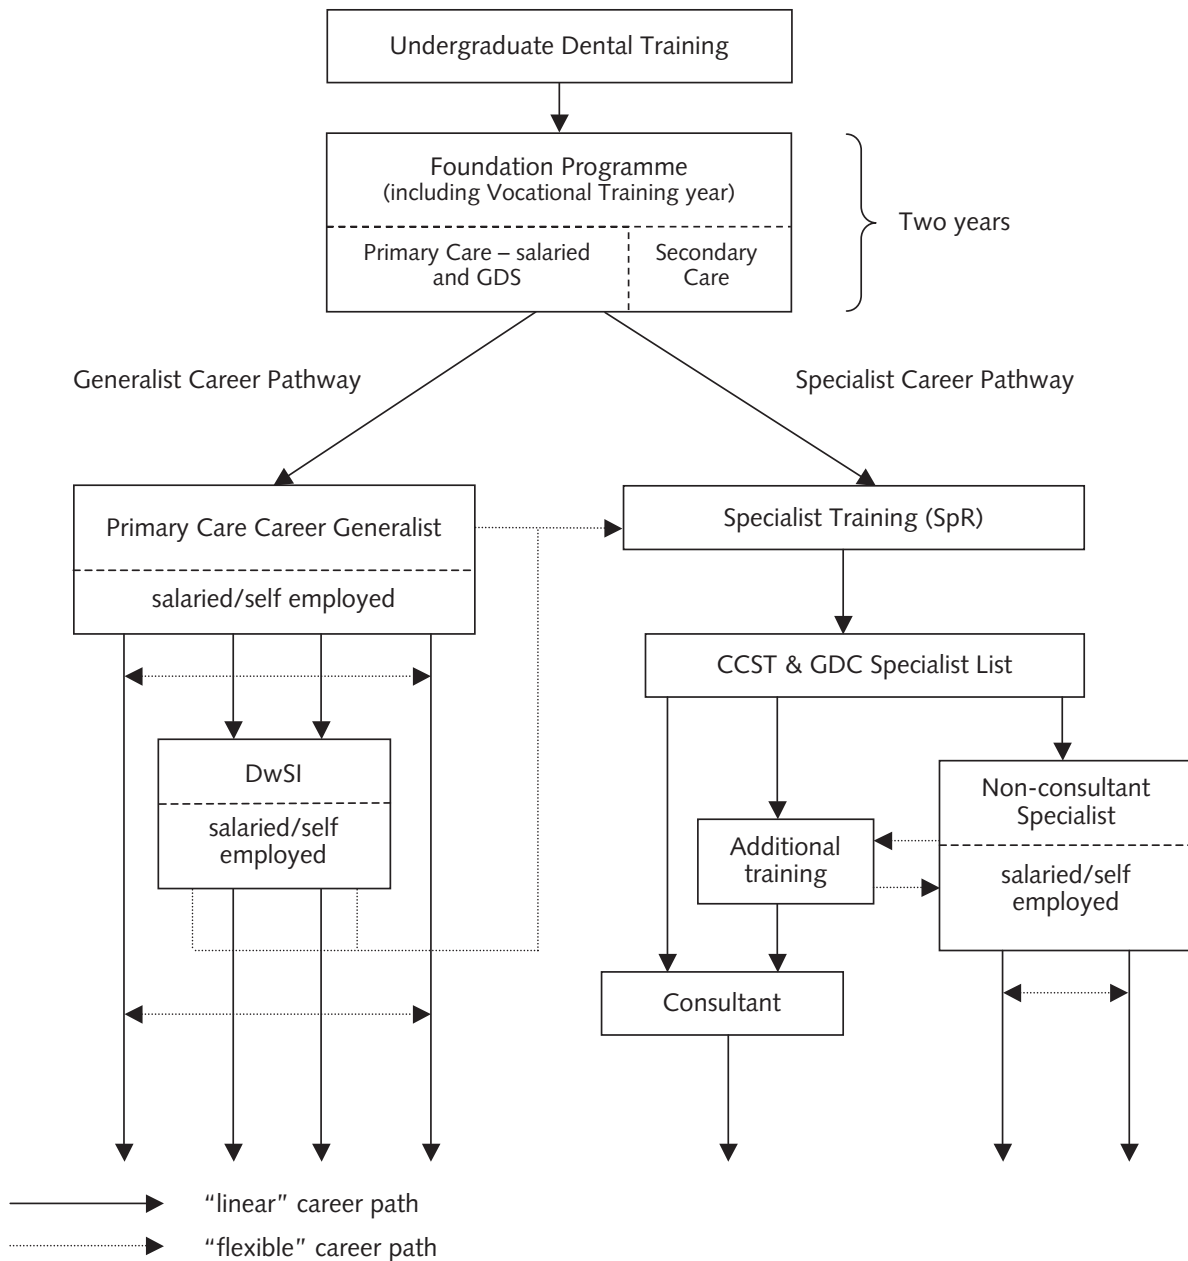 Undergraduate Dental Training
Foundation Programme
(including Vocational Training year)
Two years
Primary Care – salaried
and GDS
Secondary
Care
Generalist Career Pathway
Specialist Career Pathway
Primary Care Career Generalist
salaried/self employed
Specialist Training (SpR)
CCST & GDC Specialist List
DwSI
salaried/self
employed
Non-consultant
Specialist
salaried/self
employed
Additional
training
Consultant
“linear” career path
“flexible” career path